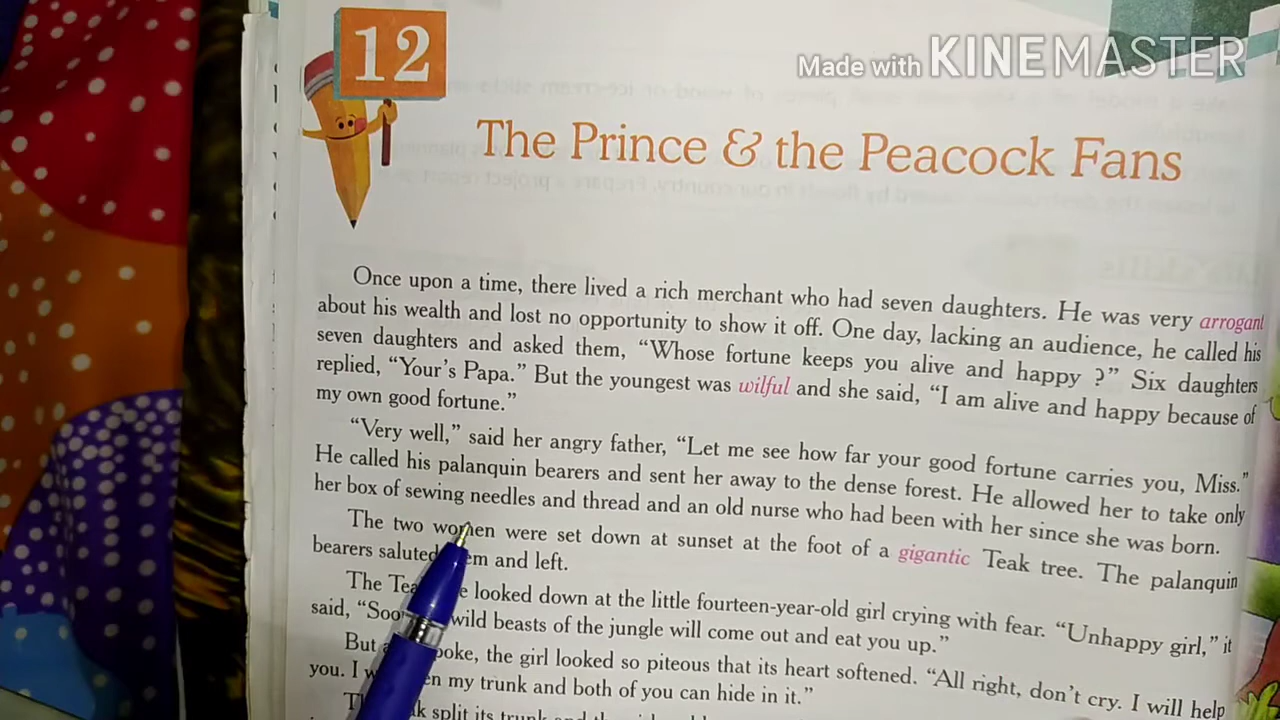 12
Made with KINEMASTER
The Prince & the Peacock Fans
Once upon a time, there lived a rich merchant who had seven daughters. He was very arrogant
about his wealth and lost no opportunity to show it off. One day, lacking an audience, he called his
seven daughters and asked them, “Whose fortune keeps you alive and happy ?” Six daughters
replied, “Your's Papa.” But the youngest was wilful and she said, “I am alive and happy because of
my own good fortune.”
“Very well,” said her angry father, “Let me see how far your good fortune carries you, Miss.”
He called his palanquin bearers and sent her away to the dense forest. He allowed her to take only
her box of sewing needles and thread and an old nurse who had been with her since she was born.
The two women were set down at sunset at the foot of a gigantic Teak tree. The palanquin
bearers saluted and left.
The looked down at the little fourteen-year-old girl crying with fear. “Unhappy girl,” it
said, wild beasts of the jungle will come out and eat you up.”
But the girl looked so piteous that its heart softened. “All right, don't cry. I will help
you. I my trunk and both of you can hide in it.”
split its trunk and